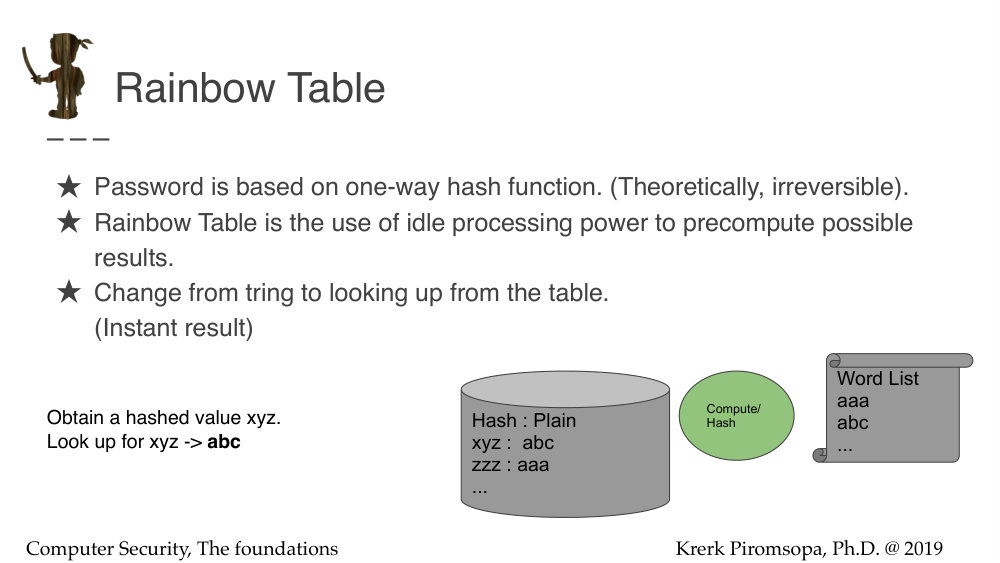 Rainbow Table
Password is based on one-way hash function. (Theoretically, irreversible).
Rainbow Table is the use of idle processing power to precompute possible
results.
Change from tring to looking up from the table.
(Instant result)
Obtain a hashed value xyz.
Look up for xyz -> abc
Hash : Plain
xyz : abc
zzz : aaa
...
Compute/
Hash
Word List
aaa
abc
...
Computer Security, The foundations
Krerk Piromsopa, Ph.D. @ 2019